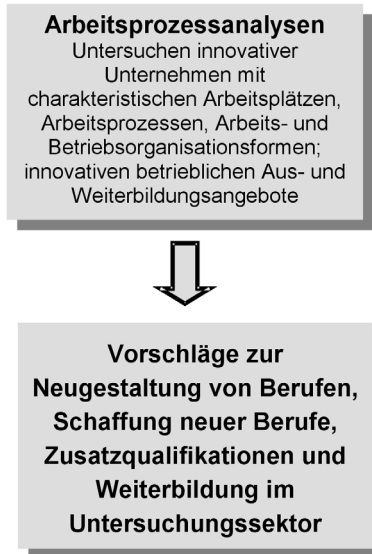 Arbeitsprozessanalysen
Untersuchen innovativer
Unternehmen mit
charakteristischen Arbeitsplätzen,
Arbeitsprozessen, Arbeits- und
Betriebsorganisationsformen;
innovativen betrieblichen Aus- und
Weiterbildungsangebote
Vorschläge zur
Neugestaltung von Berufen,
Schaffung neuer Berufe,
Zusatzqualifikationen und
Weiterbildung im
Untersuchungssektor